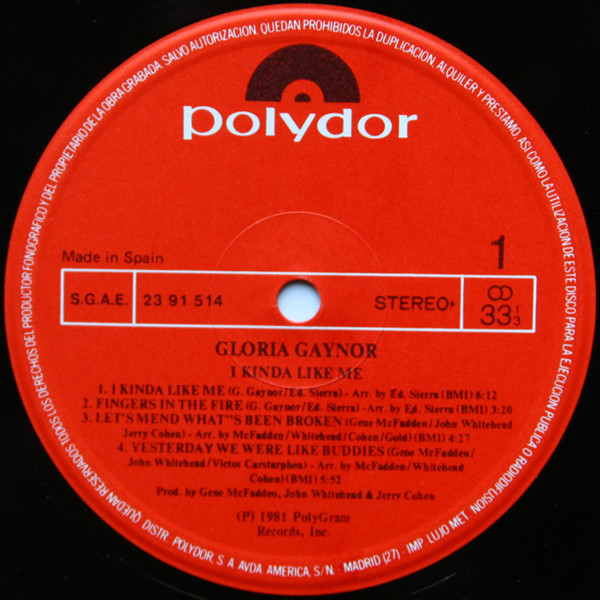 polydor
Made in Spain
1
S.G.A.E.
23 91 514
STEREO
33 1/3
GLORIA GAYNOR
I KINDA LIKE ME
1. I KINDA LIKE ME (G. Gaynor/Ed. Sierra) - Arr. by Ed. Sierra (BMI) 6:12
2. FINGERS IN THE FIRE (G. Gaynor/Ed. Sierra) -Arr. by Ed. Sierra (BMI) 3:20
3. LET'S MEND WHAT"S BEEN BROKEN (Gene McFadden/John Whitehead
Jerry Cohen) - Arr. by McFadden/Whitehead/Cohen/Gold) (BMI) 4:27
4. YESTERDAY WE WERE LIKE BUDDIES (Gene McFadden/
John Whitehead/Victor Carstarphen) - Arr. by McFadden/Whitehead
Cohen) (BMI) 5:52
Prod. by Gene McFadden, John Whitehead & Jerry Cohen
(P) 1981 PolyGram
Records, Inc.
QUEDAN RESERVADOS TODOS LOS DERECHOS DEL PRODUCTOR FONOGRAFICO Y DEL PROPIETARIO DE LA OBRA GRABADA. SALVO AUTORIZACION. QUEDAN PROHIBIDOS LA DUPLICACION, ALQUILER Y PRESTAMO, ASI COMO LA UTILIZACION DE ESTE DISCO PARA LA EJECUCION PUBLICA O RADIODIFUSION
DISTR. POLYDOR, S. A. AVDA. AMERICA, S/N. - MADRID (27) - IMP. LUJO MET.